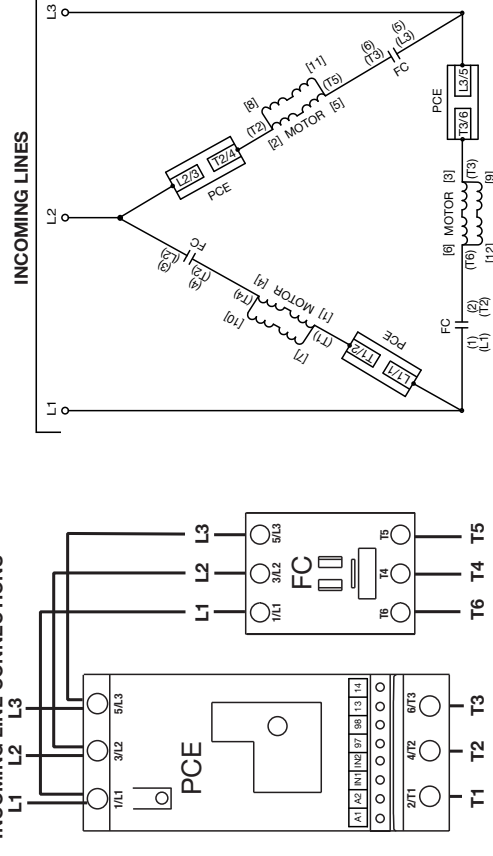 INCOMING LINE CONNECTIONS
L1
L2
L3
1/L1
3/L2
5/L3
PCE
A1 A2 IN1 IN2 97 98 13 14
2/T1
4/T2
6/T3
T1
T2
T3
L1
L2
L3
1/L1
3/L2
5/L3
FC
T6
T4
T5
T6
T4
T5
INCOMING LINES
L1
L2
L3
(3)
(L2)
FC
(4)
(T2)
(T4)
[10]
[1] MOTOR [4]
[7]
(T1)
T1/2
L1/1
PCE
L2/3
T2/4
PCE
(T2)
[8]
[11]
[2] MOTOR [5]
(T5)
(6)
(T3)
(5)
(L3)
FC
FC
(1)
(L1)
(2)
(T2)
[6] MOTOR [3]
(T6)
(T3)
[12]
[9]
T3/6
L3/5
PCE